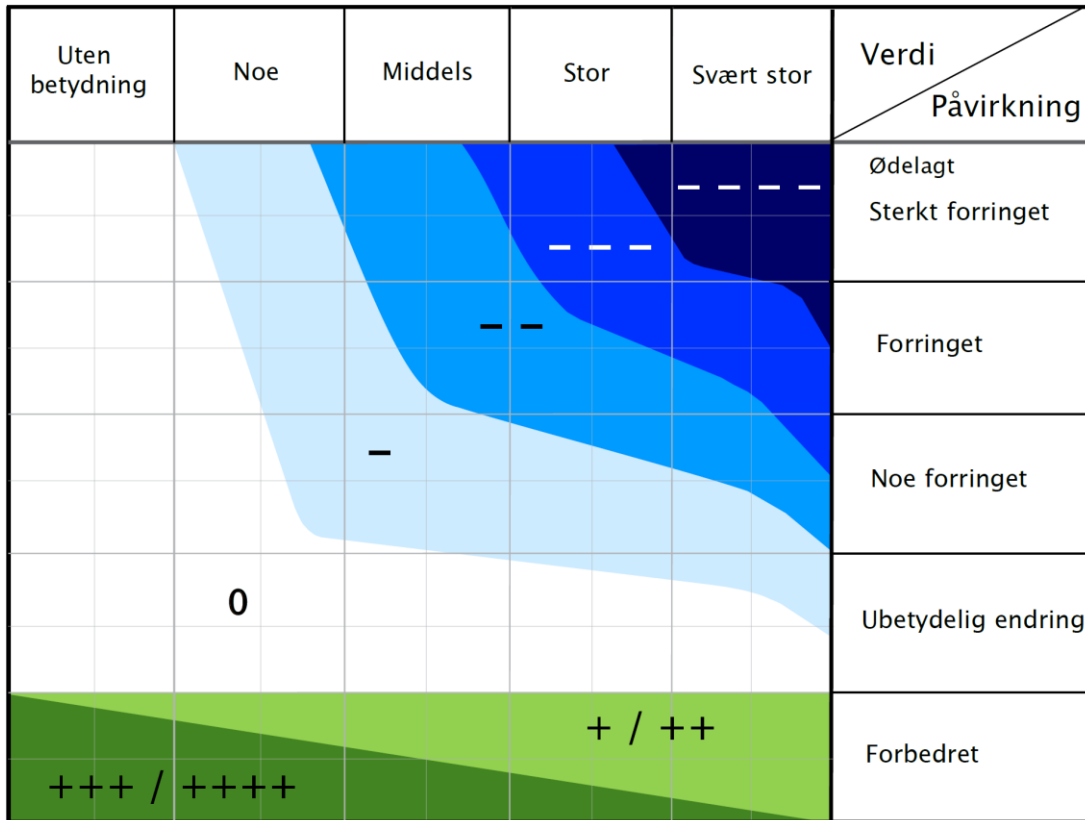 Uten
betydning
Noe
Middels
Stor
Svært stor
Verdi
Påvirkning
Ødelagt
Sterkt forringet
– – – –
– – –
– –
Forringet
–
Noe forringet
0
Ubetydelig endring
+ / ++
Forbedret
+++ / ++++